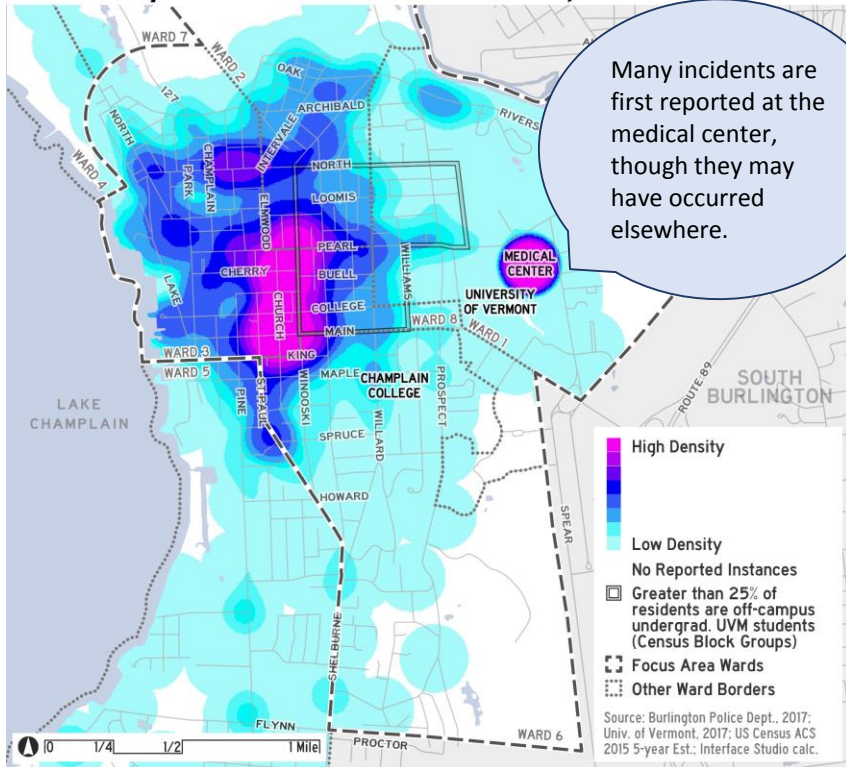 WARD 7
WARD 2
127
OAK
NORTH
ARCHIBALD
INTERVALE
RIVERS
WARD 4
PARK
CHAMPLAIN
NORTH
LOOMIS
ELMWOOD
PEARL
LAKE
CHERRY
BUELL
WILLIAMS
MEDICAL
CENTER
CHURCH
COLLEGE
UNIVERSITY
OF VERMONT
MAIN
WARD 8
WARD 1
WARD 3
KING
WARD 5
MAPLE
CHAMPLAIN
COLLEGE
PINE
ST PAUL
WINOOSKI
WILLARD
PROSPECT
LAKE
CHAMPLAIN
SPRUCE
ROUTE 89
SOUTH
BURLINGTON
HOWARD
SPEAR
SHELBURNE
FLYNN
PROCTOR
WARD 6
0 1/4 1/2 1 Mile
Many incidents are
first reported at the
medical center,
though they may
have occurred
elsewhere.
High Density
Low Density
No Reported Instances
Greater than 25% of
residents are off-campus
undergrad. UVM students
(Census Block Groups)
Focus Area Wards
Other Ward Borders
Source: Burlington Police Dept., 2017;
Univ. of Vermont, 2017; US Census ACS
2015 5-year Est.; Interface Studio calc.